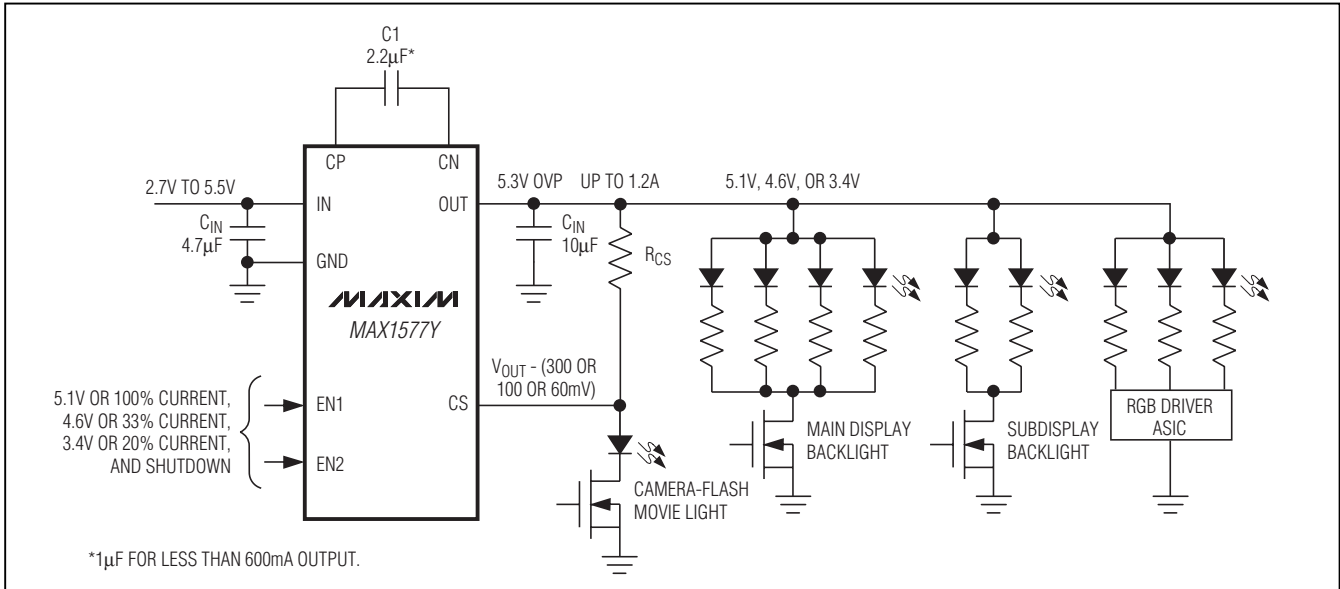 C1
2.2μF*
CP
CN
2.7V TO 5.5V
IN
OUT
5.3V OVP
UP TO 1.2A
5.1V, 4.6V, OR 3.4V
CIN
4.7μF
GND
CIN
10μF
RCS
MAXIM
MAX1577Y
VOUT - (300 OR
100 OR 60mV)
5.1V OR 100% CURRENT,
4.6V OR 33% CURRENT,
3.4V OR 20% CURRENT,
AND SHUTDOWN
EN1
EN2
CS
CAMERA-FLASH
MOVIE LIGHT
MAIN DISPLAY
BACKLIGHT
SUBDISPLAY
BACKLIGHT
RGB DRIVER
ASIC
*1μF FOR LESS THAN 600mA OUTPUT.